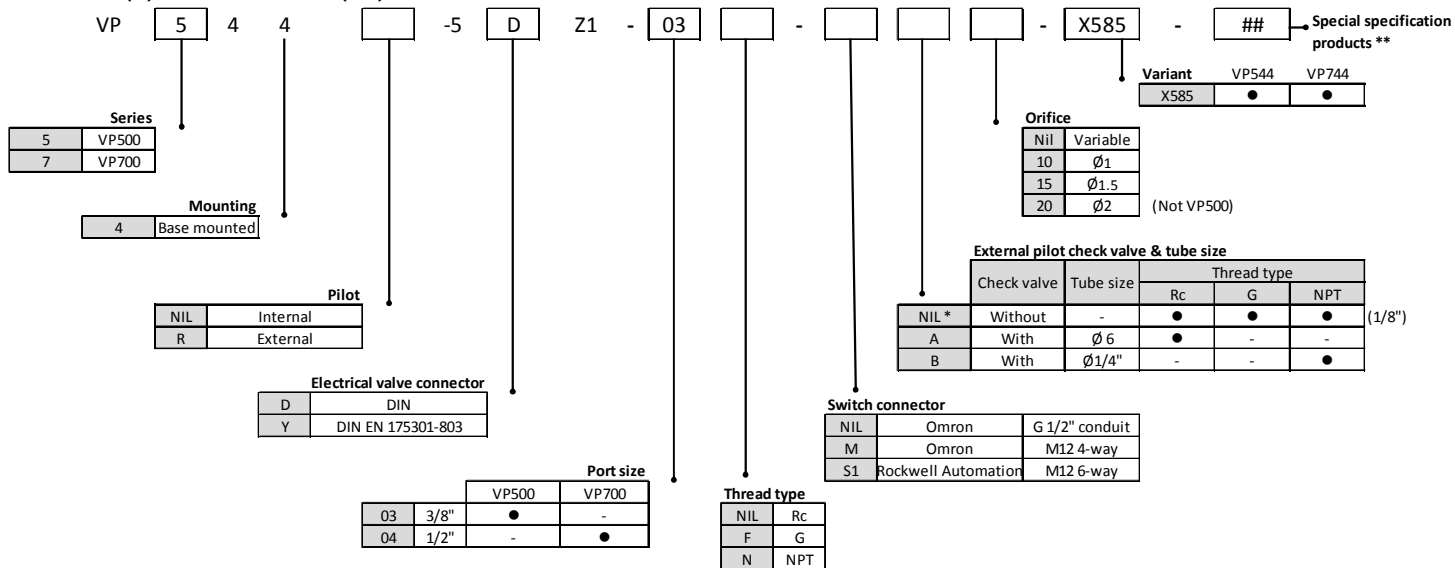 VP 5 4 4 -5 D Z1 - 03 - - X585 - ## Special specification
products **
Variant VP544 VP744
X585 ● ●
Series
5 VP500
7 VP700
Orifice
Nil Variable
10 Ø1
15 Ø1.5
20 Ø2 (Not VP500)
Mounting
4 Base mounted
External pilot check valve & tube size
Check valve Tube size Thread type
Rc G NPT
NIL * Without - ● ● ● (1/8")
A With Ø 6 ● - -
B With Ø1/4" - - ●
Pilot
NIL Internal
R External
Electrical valve connector
D DIN
Y DIN EN 175301-803
Switch connector
NIL Omron G 1/2" conduit
M Omron M12 4-way
S1 Rockwell Automation M12 6-way
Port size
VP500 VP700
03 3/8" ● -
04 1/2" - ●
Thread type
NIL Rc
F G
N NPT